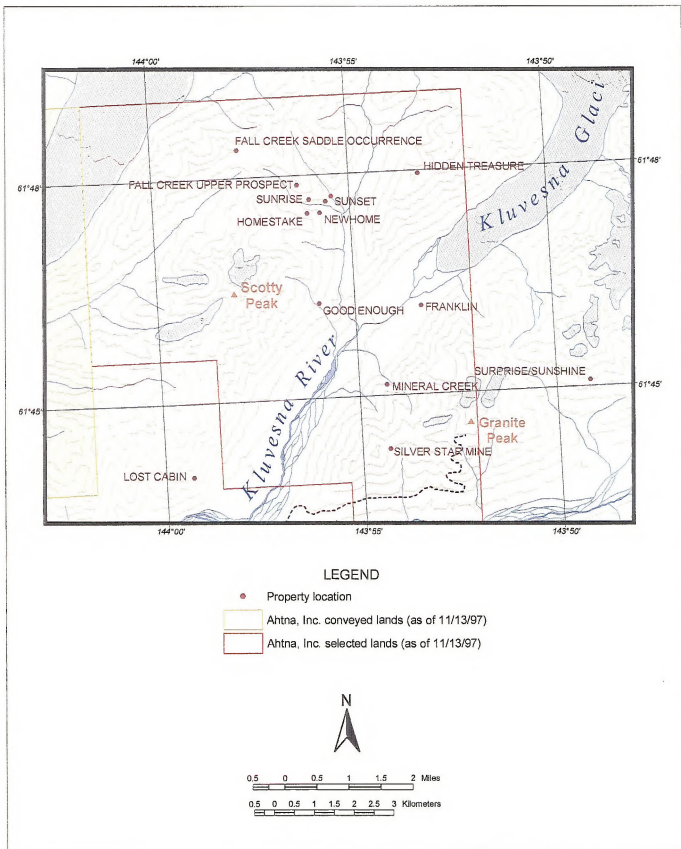 144°00'
143°55'
143°50'
FALL CREEK SADDLE OCCURRENCE
HIDDEN TREASURE
61°48'
61°48'
FALL CREEK UPPER PROSPECT
SUNRISE
SUNSET
HOMESTAKE
NEWHOME
Kluvesna Glaci
Scotty
Peak
GOOD ENOUGH
FRANKLIN
Kluvesna River
SURPRISE/SUNSHINE
MINERAL CREEK
61°45'
61°45'
Granite
Peak
SILVER STAR MINE
LOST CABIN
144°00'
143°55'
143°50'
LEGEND
Property location
Ahtna, Inc. conveyed lands (as of 11/13/97)
Ahtna, Inc. selected lands (as of 11/13/97)
N
0.5 0 0.5 1 1.5 2 Miles
0.5 0 0.5 1 1.5 2 2.5 3 Kilometers